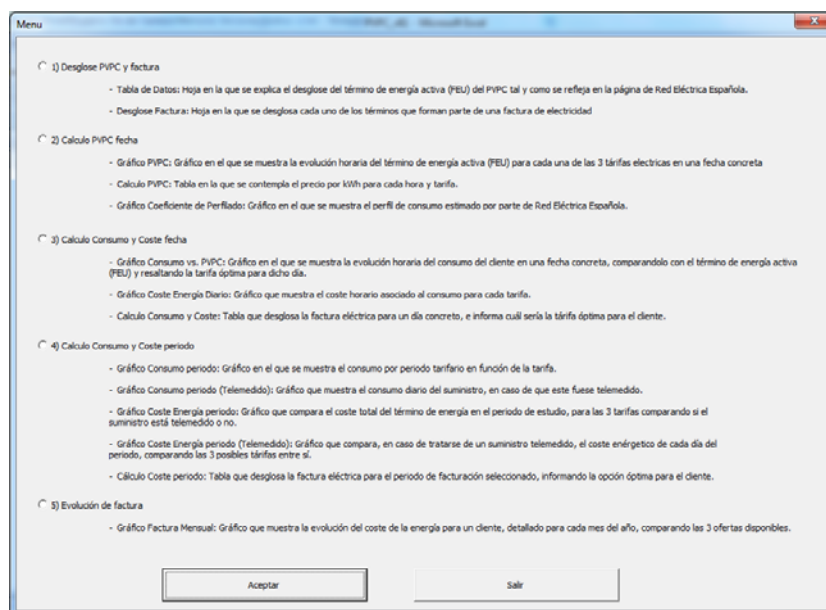 Menu
1) Desglose PVPC y factura
- Tabla de Datos: Hoja en la que se explica el desglose del término de energía activa (FEU) del PVPC tal y como se refleja en la página de Red Eléctrica Española.
- Desglose Factura: Hoja en la que se desglosa cada uno de los términos que forman parte de una factura de electricidad
2) Calculo PVPC fecha
- Gráfico PVPC: Gráfico en el que se muestra la evolución horaria del término de energía activa (FEU) para cada una de las 3 tárifas electricas en una fecha concreta
- Calculo PVPC: Tabla en la que se contempla el precio por kWh para cada hora y tarifa.
- Gráfico Coeficiente de Perfilado: Gráfico en el que se muestra el perfil de consumo estimado por parte de Red Eléctrica Española.
3) Calculo Consumo y Coste fecha
- Gráfico Consumo vs. PVPC: Gráfico en el que se muestra la evolución horaria del consumo del cliente en una fecha concreta, comparandolo con el término de energía activa
(FEU) y resaltando la tarifa óptima para dicho día.
- Gráfico Coste Energía Diario: Gráfico que muestra el coste horario asociado al consumo para cada tarifa.
- Calculo Consumo y Coste: Tabla que desglosa la factura eléctrica para un día concreto, e informa cuál sería la tárifa óptima para el cliente.
4) Calculo Consumo y Coste periodo
- Gráfico Consumo periodo: Gráfico en el que se muestra el consumo por periodo tarifario en función de la tarifa.
- Gráfico Consumo periodo (Telemedido): Gráfico que muestra el consumo diario del suministro, en caso de que este fuese telemedido.
- Gráfico Coste Energía periodo: Gráfico que compara el coste total del término de energía en el periodo de estudio, para las 3 tarifas comparando si el
suministro está telemedido o no.
- Gráfico Coste Energía periodo (Telemedido): Gráfico que compara, en caso de tratarse de un suministro telemedido, el coste enérgetico de cada día del
periodo, comparando las 3 posibles tárifas entre sí.
- Cálculo Coste periodo: Tabla que desglosa la factura eléctrica para el periodo de facturación seleccionado, informando la opción óptima para el cliente.
5) Evolución de factura
- Gráfico Factura Mensual: Gráfico que muestra la evolución del coste de la energía para un cliente, detallado para cada mes del año, comparando las 3 ofertas disponibles.
Aceptar
Salir